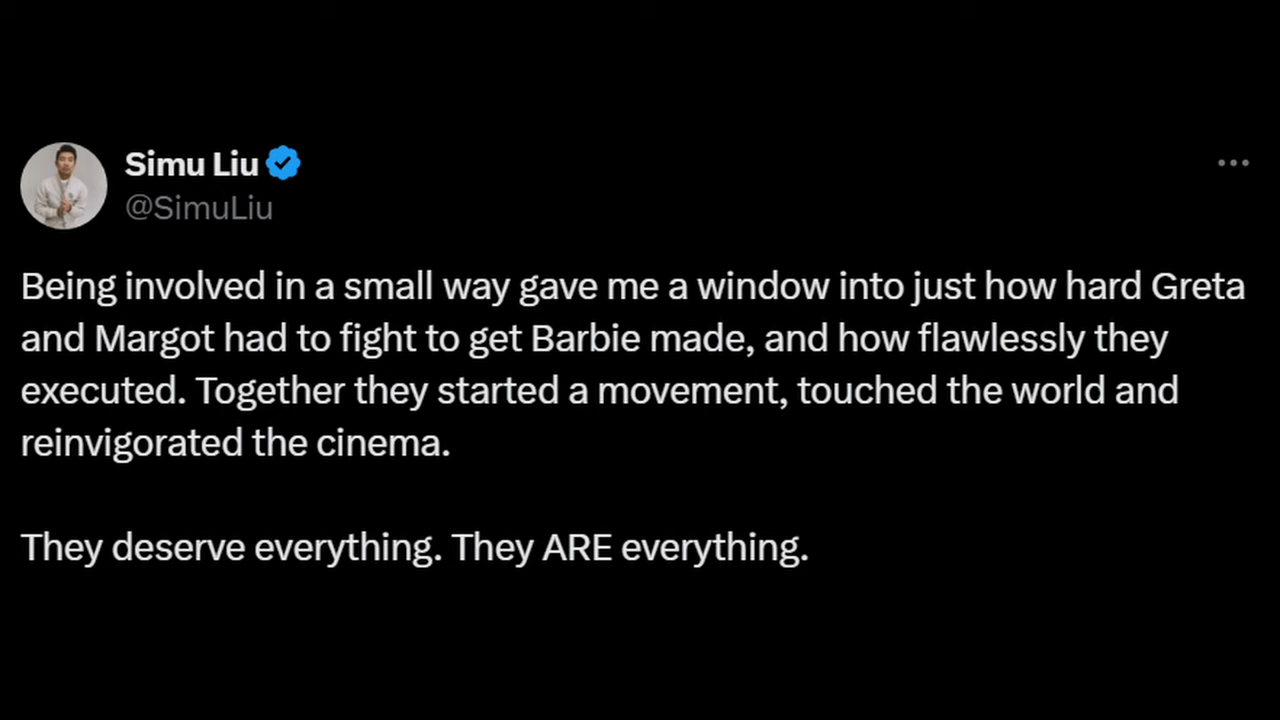 Simu Liu
@SimuLiu
Being involved in a small way gave me a window into just how hard Greta
and Margot had to fight to get Barbie made, and how flawlessly they
executed. Together they started a movement, touched the world and
reinvigorated the cinema.
They deserve everything. They ARE everything.